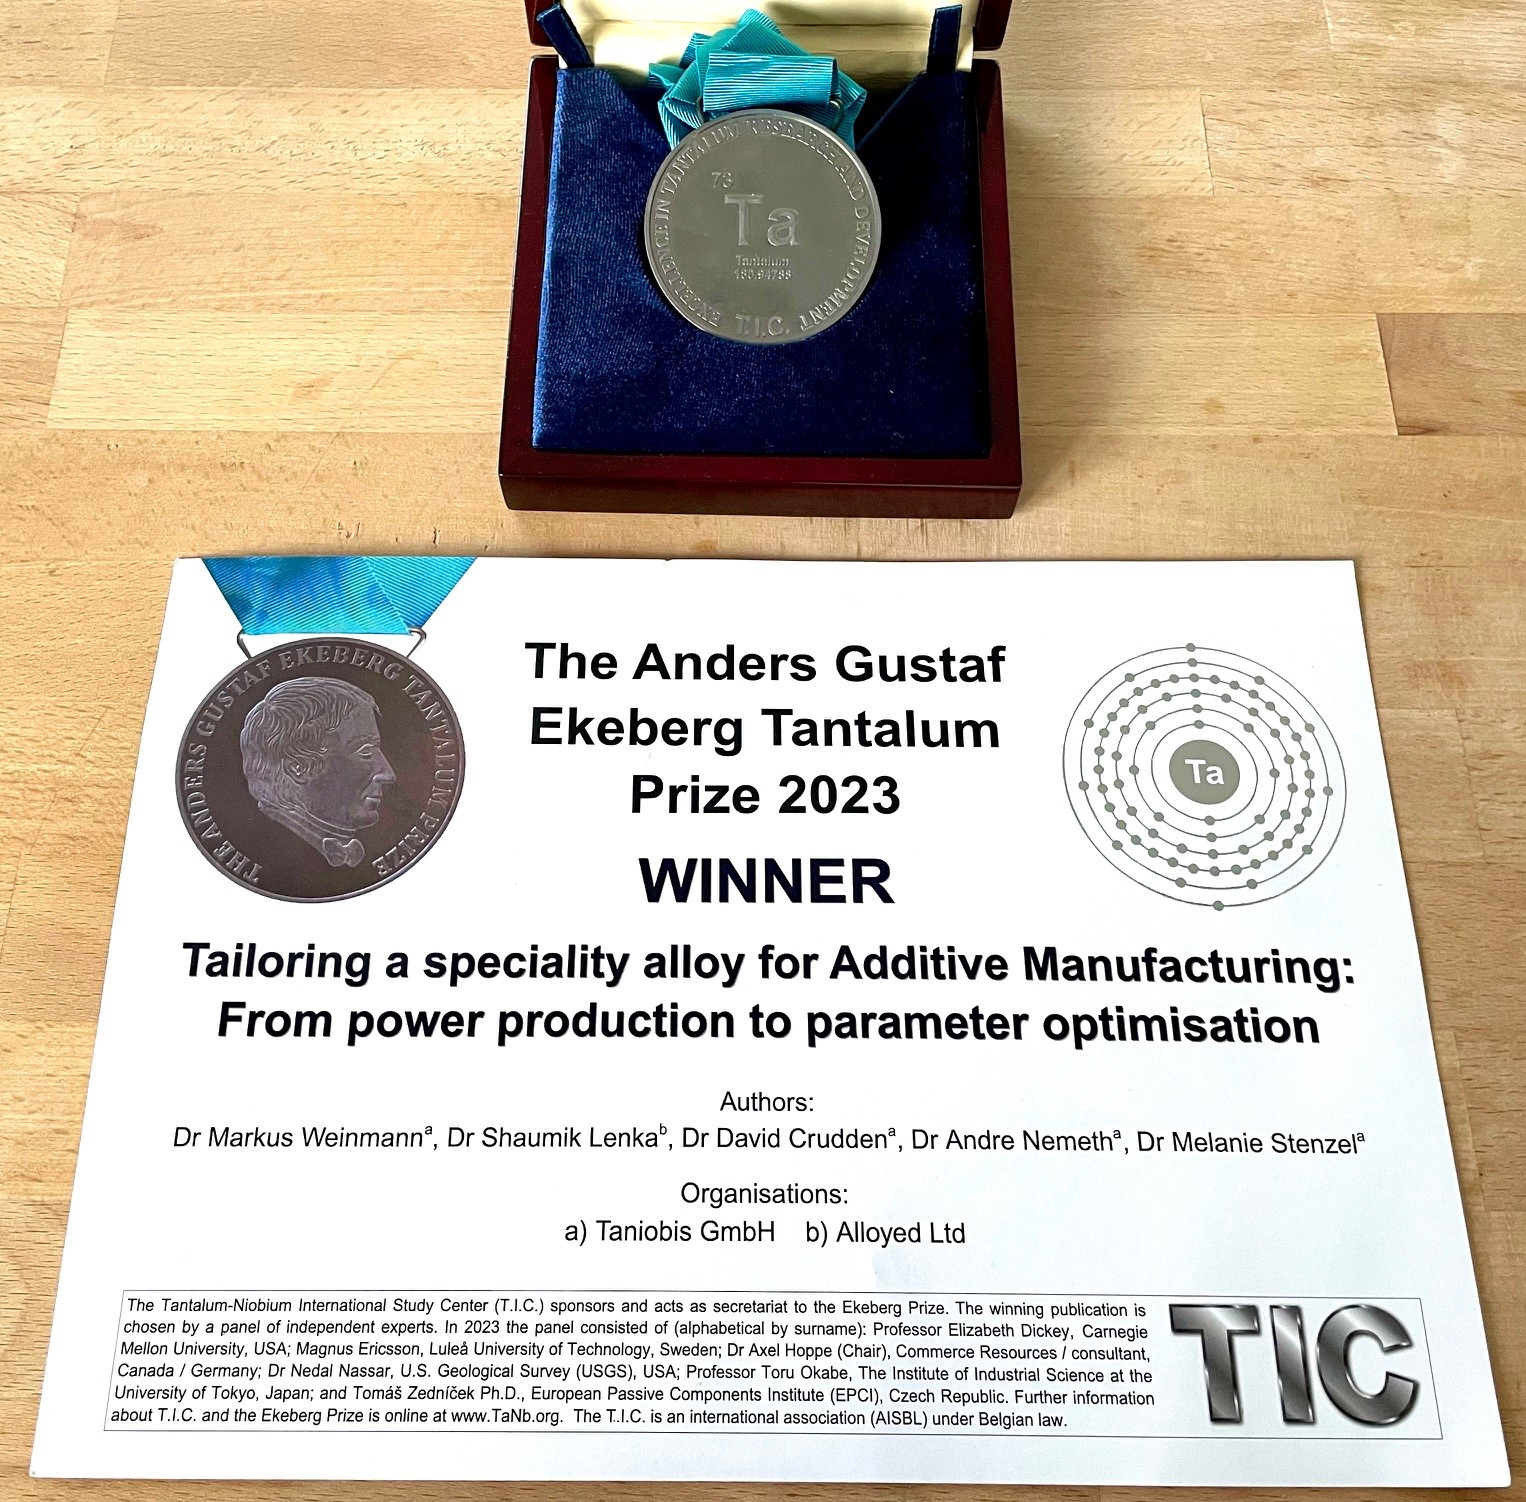 EXCELLENCE IN TANTALUM RESEARCH AND DEVELOPMENT
73
Ta
Tantalum
180.94788
T.I.C.
THE ANDERS GUSTAF EKEBERG TANTALUM PRIZE
The Anders Gustaf
Ekeberg Tantalum
Prize 2023
WINNER
Ta
Tailoring a speciality alloy for Additive Manufacturing:
From power production to parameter optimisation
Authors:
Dr Markus Weinmannᵃ, Dr Shaumik Lenkaᵇ, Dr David Cruddenᵃ, Dr Andre Nemethᵃ, Dr Melanie Stenzelᵃ
Organisations:
a) Taniobis GmbH b) Alloyed Ltd
The Tantalum-Niobium International Study Center (T.I.C.) sponsors and acts as secretariat to the Ekeberg Prize. The winning publication is
chosen by a panel of independent experts. In 2023 the panel consisted of (alphabetical by surname): Professor Elizabeth Dickey, Carnegie
Mellon University, USA; Magnus Ericsson, Luleå University of Technology, Sweden; Dr Axel Hoppe (Chair), Commerce Resources / consultant,
Canada / Germany; Dr Nedal Nassar, U.S. Geological Survey (USGS), USA; Professor Toru Okabe, The Institute of Industrial Science at the
University of Tokyo, Japan; and Tomáš Zedníček Ph.D., European Passive Components Institute (EPCI), Czech Republic. Further information
about T.I.C. and the Ekeberg Prize is online at www.TaNb.org. The T.I.C. is an international association (AISBL) under Belgian law.
TIC